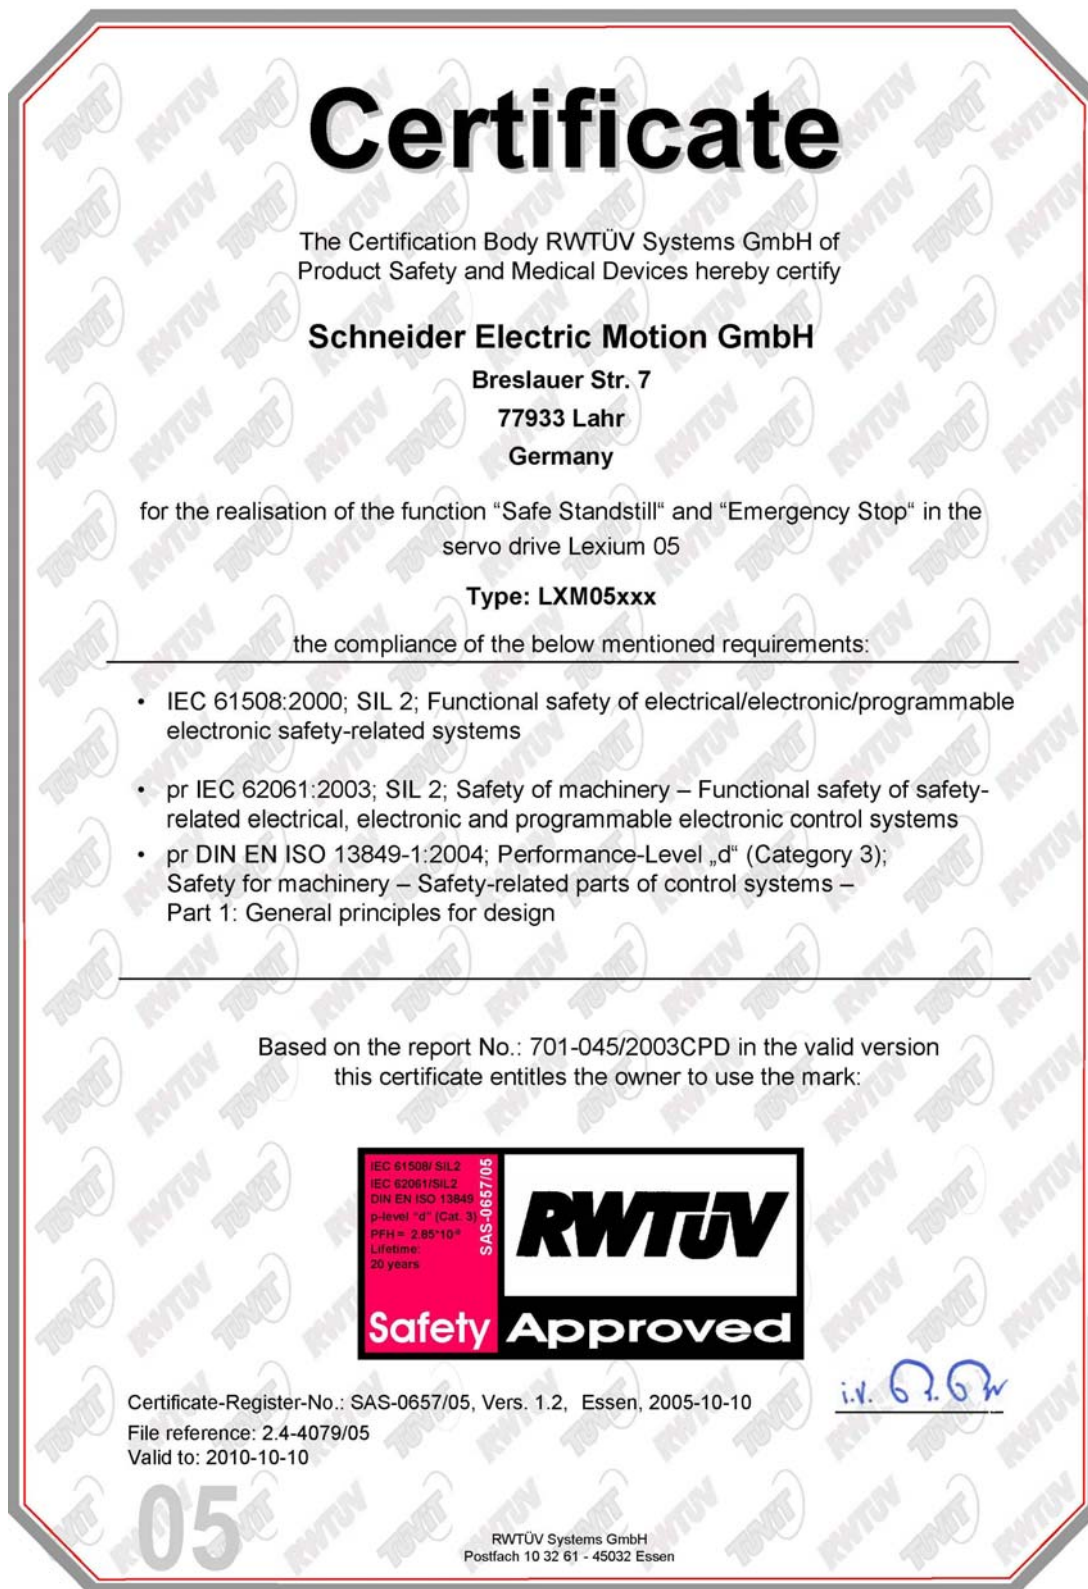 Certificate
The Certification Body RWTÜV Systems GmbH of
Product Safety and Medical Devices hereby certify
Schneider Electric Motion GmbH
Breslauer Str. 7
77933 Lahr
Germany
for the realisation of the function “Safe Standstill“ and “Emergency Stop“ in the
servo drive Lexium 05
Type: LXM05xxx
the compliance of the below mentioned requirements:
• IEC 61508:2000; SIL 2; Functional safety of electrical/electronic/programmable
electronic safety-related systems
• pr IEC 62061:2003; SIL 2; Safety of machinery – Functional safety of safety-
related electrical, electronic and programmable electronic control systems
• pr DIN EN ISO 13849-1:2004; Performance-Level „d“ (Category 3);
Safety for machinery – Safety-related parts of control systems –
Part 1: General principles for design
Based on the report No.: 701-045/2003CPD in the valid version
this certificate entitles the owner to use the mark:
IEC 61508/ SIL2
IEC 62061/SIL2
DIN EN ISO 13849
p-level "d" (Cat. 3)
PFH = 2.85*10
Lifetime:
20 years
SAS-0657/05
RWTÜV
Safety Approved
Certificate-Register-No.: SAS-0657/05, Vers. 1.2, Essen, 2005-10-10
File reference: 2.4-4079/05
Valid to: 2010-10-10
i.v.
05
RWTÜV Systems GmbH
Postfach 10 32 61 - 45032 Essen